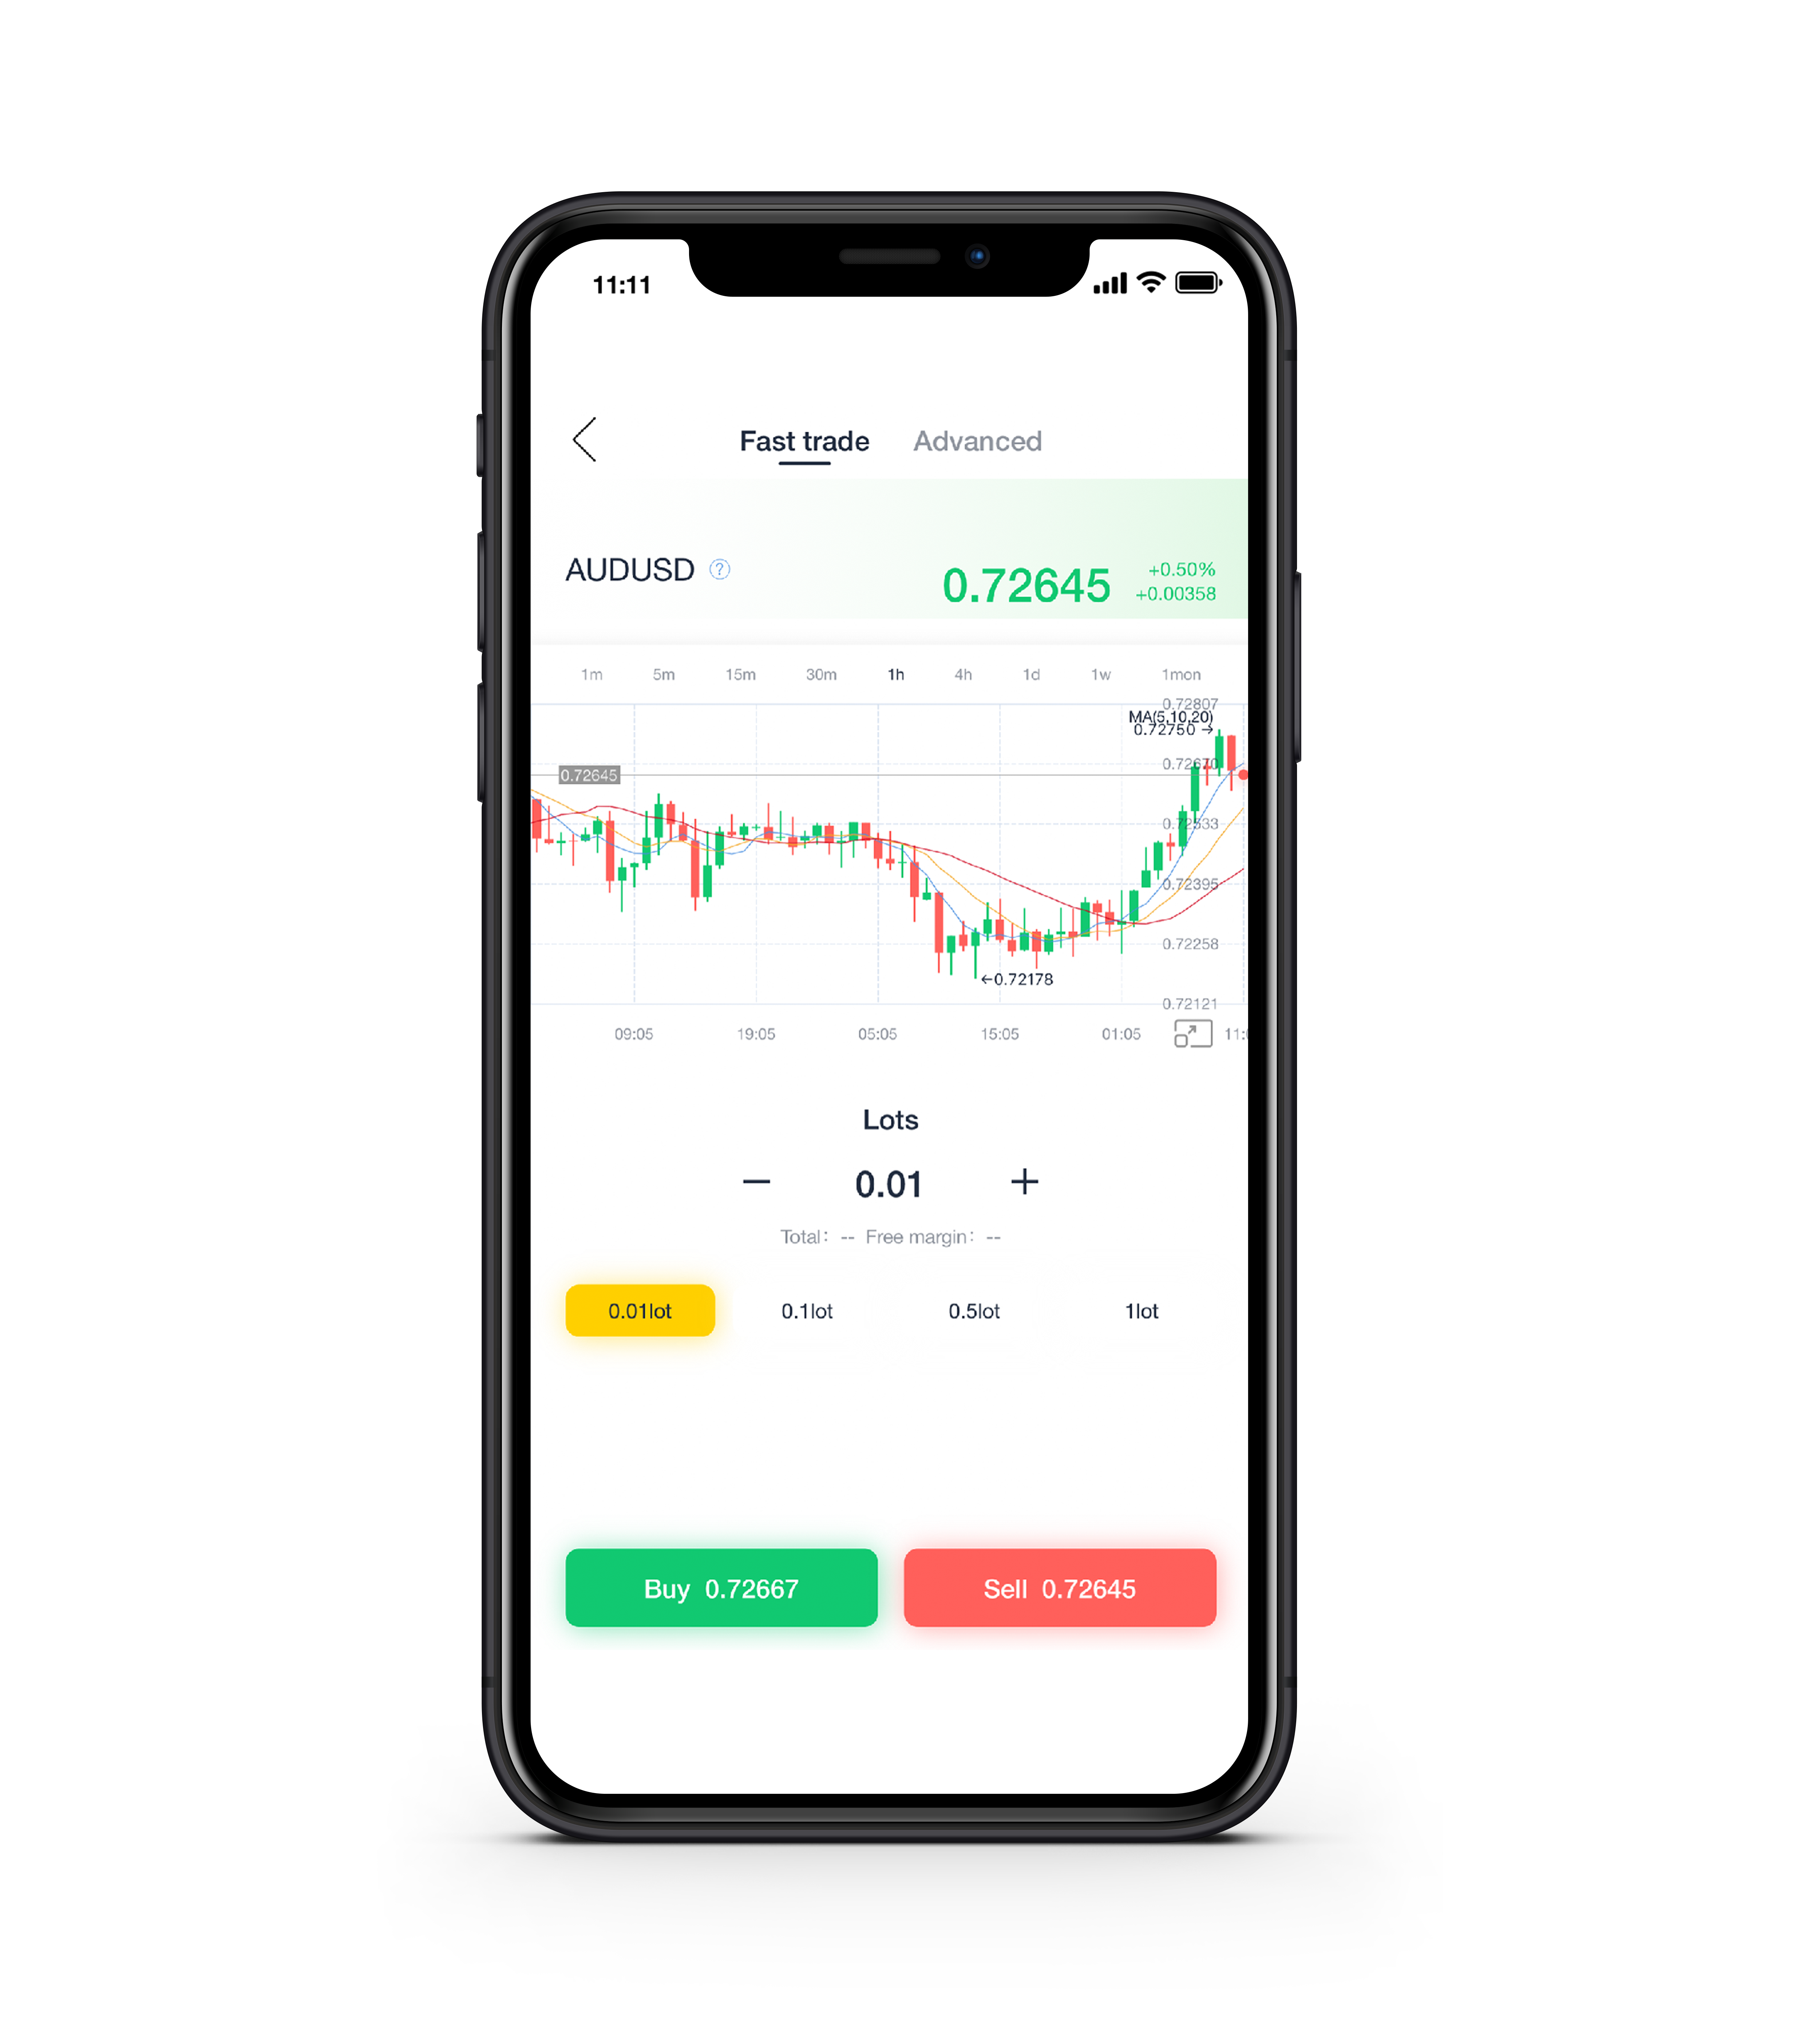 11:11
Fast trade Advanced
AUDUSD ?
0.72645
+0.50%
+0.00358
1m 5m 15m 30m 1h 4h 1d 1w 1mon
0.72807
MA(5,10,20)
0.72750→
0.72670
0.72645
0.72533
0.72395
0.72258
←0.72178
0.72121
09:05 19:05 05:05 15:05 01:05 11:
Lots
− 0.01 +
Total: -- Free margin: --
0.01lot 0.1lot 0.5lot 1lot
Buy 0.72667 Sell 0.72645